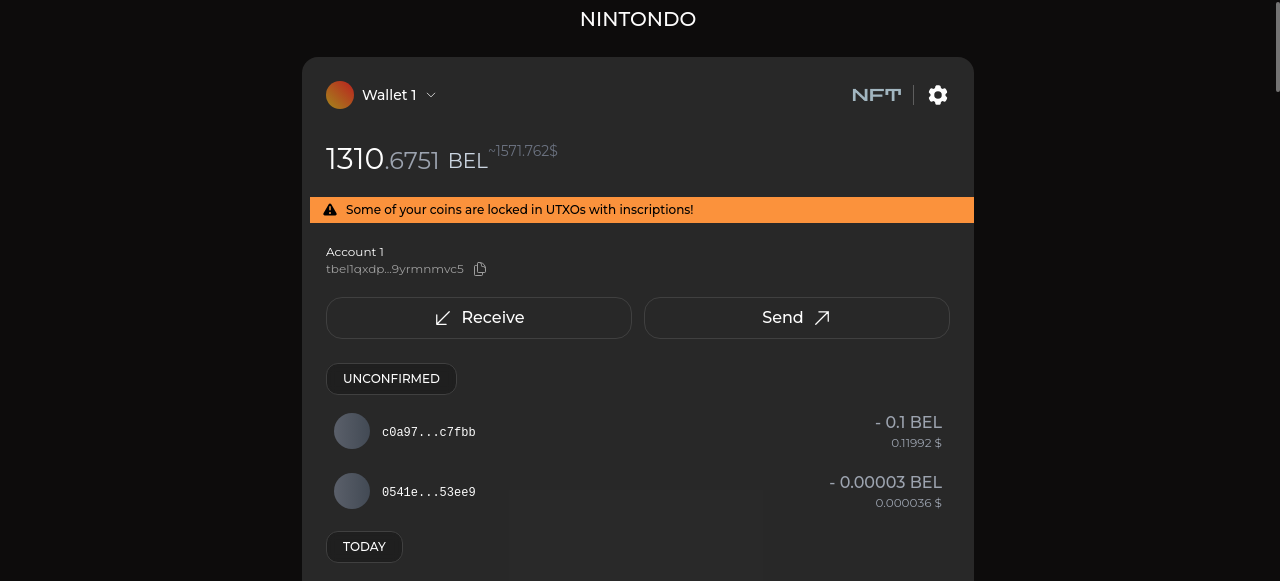 NINTONDO
Wallet 1
NFT
1310.6751 BEL ~1571.762$
Some of your coins are locked in UTXOs with inscriptions!
Account 1
tbel1qxdp...9yrmnmvc5
Receive
Send
UNCONFIRMED
c0a97...c7fbb
- 0.1 BEL
0.11992 $
0541e...53ee9
- 0.00003 BEL
0.000036 $
TODAY